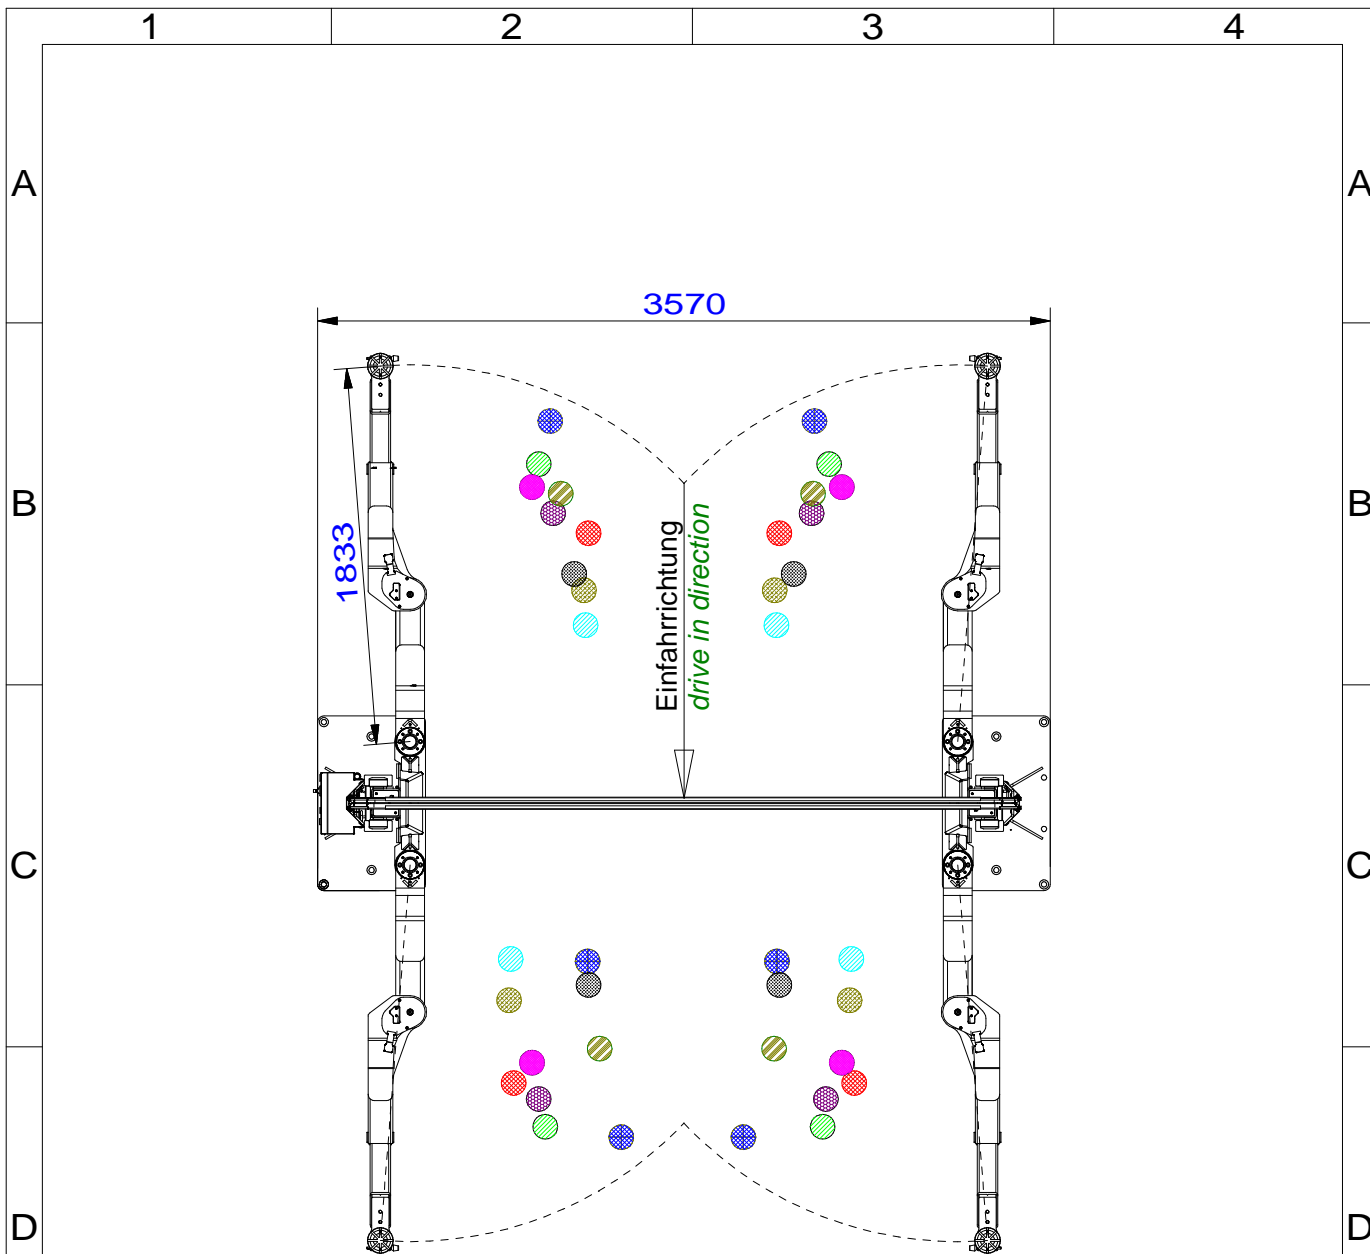 1 2 3 4
A A
3570
B B
1833
Einfahrrichtung
drive in direction
C C
D D